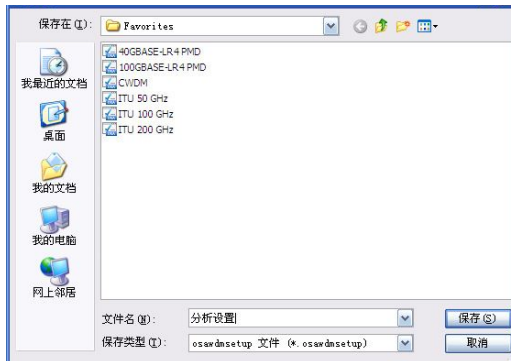 保存在(I):
Favorites
40GBASE-LR4 PMD
100GBASE-LR4 PMD
CWDM
ITU 50 GHz
ITU 100 GHz
ITU 200 GHz
我最近的文档
桌面
我的文档
我的电脑
网上邻居
文件名(N):
分析设置
保存(S)
保存类型(T):
osawdmsetup 文件 (*.osawdmsetup)
取消